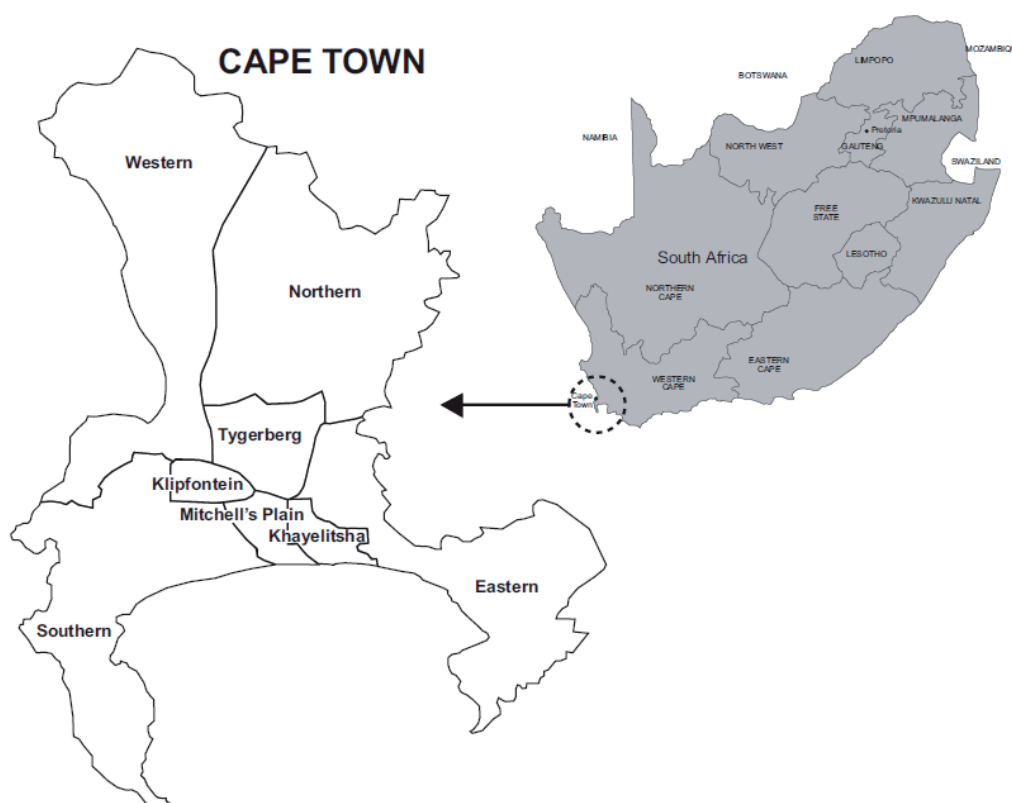 CAPE TOWN
Western
Northern
Tygerberg
Klipfontein
Mitchell's Plain
Khayelitsha
Eastern
Southern
MOZAMBIQ
LIMPOPO
BOTSWANA
MPUMALANGA
Pretoria
NAMIBIA
NORTH WEST
GAUTENG
SWAZILAND
KWAZULU NATAL
FREE
STATE
LESOTHO
South Africa
NORTHERN
CAPE
EASTERN
CAPE
WESTERN
CAPE
Cape
Town